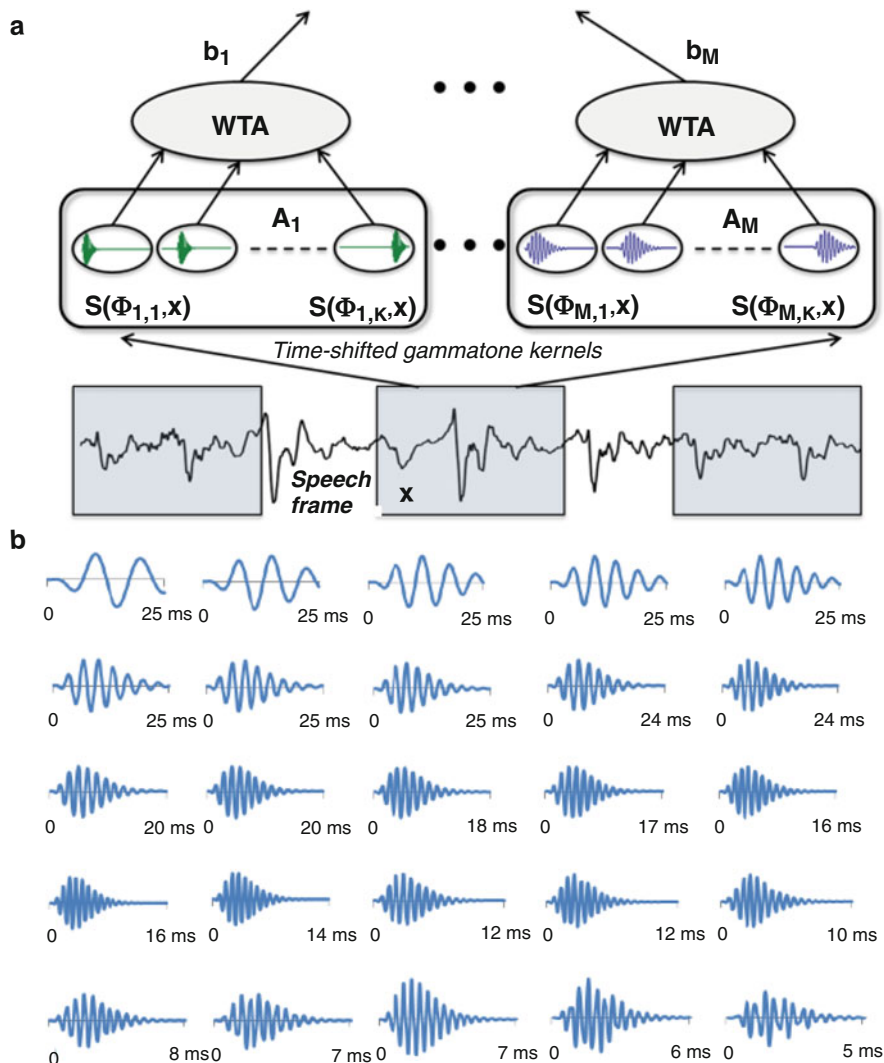 a
b₁ b_M
WTA WTA
A₁ A_M
S(Φ₁,₁,x) S(Φ₁,K,x) S(Φ_M,₁,x) S(Φ_M,K,x)
Time-shifted gammatone kernels
Speech
frame
x
b
0 25 ms 0 25 ms 0 25 ms 0 25 ms 0 25 ms
0 25 ms 0 25 ms 0 25 ms 0 24 ms 0 24 ms
0 20 ms 0 20 ms 0 18 ms 0 17 ms 0 16 ms
0 16 ms 0 14 ms 0 12 ms 0 12 ms 0 10 ms
0 8 ms 0 7 ms 0 7 ms 0 6 ms 0 5 ms